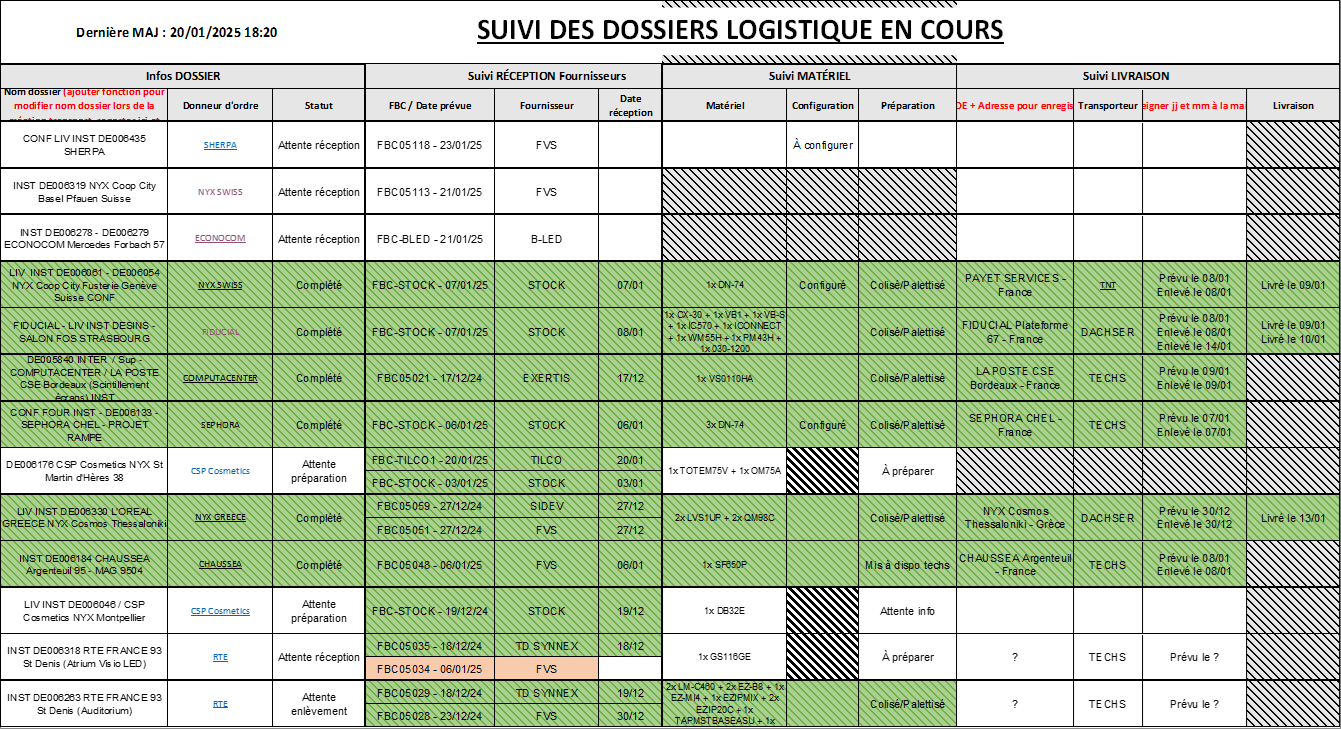 Dernière MAJ : 20/01/2025 18:20
SUIVI DES DOSSIERS LOGISTIQUE EN COURS
Infos DOSSIER
Suivi RÉCEPTION Fournisseurs
Suivi MATÉRIEL
Suivi LIVRAISON
Nom dossier (ajouter fonction pour
modifier nom dossier lors de la
Donneur d'ordre
Statut
FBC / Date prévue
Fournisseur
Date
réception
Matériel
Configuration
Préparation
DE + Adresse pour enregis
Transporteur
eigner jj et mm à la ma
Livraison
CONF LIV INST DE006435
SHERPA
SHERPA
Attente réception
FBC05118 - 23/01/25
FVS
À configurer
INST DE006319 NYX Coop City
Basel Pfauen Suisse
NYX SWISS
Attente réception
FBC05113 - 21/01/25
FVS
INST DE006278 - DE006279
ECONOCOM Mercedes Forbach 57
ECONOCOM
Attente réception
FBC-BLED - 21/01/25
B-LED
LIV INST DE006061 - DE006054
NYX Coop City Fusterie Genève
Suisse CONF
NYX SWISS
Complété
FBC-STOCK - 07/01/25
STOCK
07/01
1x DN-74
Configuré
Colisé/Palettisé
PAYET SERVICES -
France
TNT
Prévu le 08/01
Enlevé le 08/01
Livré le 09/01
FIDUCIAL - LIV INST DESINS -
SALON FOS STRASBOURG
FIDUCIAL
Complété
FBC-STOCK - 07/01/25
STOCK
08/01
1x CX-30 + 1x VB1 + 1x VB-S
+ 1x IC570 + 1x ICONNECT
+ 1x WM55H + 1x PM43H +
1x 030-1200
Colisé/Palettisé
FIDUCIAL Plateforme
67 - France
DACHSER
Prévu le 08/01
Enlevé le 08/01
Enlevé le 14/01
Livré le 09/01
Livré le 10/01
DE005840 INTER / Sup -
COMPUTACENTER / LA POSTE
CSE Bordeaux (Scintillement
écrans) INST
COMPUTACENTER
Complété
FBC05021 - 17/12/24
EXERTIS
17/12
1x VS0110HA
Colisé/Palettisé
LA POSTE CSE
Bordeaux - France
TECHS
Prévu le 09/01
Enlevé le 09/01
CONF FOUR INST - DE006133 -
SEPHORA CHEL - PROJET
RAMPE
SEPHORA
Complété
FBC-STOCK - 06/01/25
STOCK
06/01
3x DN-74
Configuré
Colisé/Palettisé
SEPHORA CHEL -
France
TECHS
Prévu le 07/01
Enlevé le 07/01
DE006176 CSP Cosmetics NYX St
Martin d'Hères 38
CSP Cosmetics
Attente
préparation
FBC-TILCO1 - 20/01/25
TILCO
20/01
FBC-STOCK - 03/01/25
STOCK
03/01
1x TOTEM75V + 1x OM75A
À préparer
LIV INST DE006330 L'OREAL
GREECE NYX Cosmos Thessaloniki
NYX GREECE
Complété
FBC05059 - 27/12/24
SIDEV
27/12
FBC05051 - 27/12/24
FVS
27/12
2x LVS1UP + 2x QM98C
Colisé/Palettisé
NYX Cosmos
Thessaloniki - Grèce
DACHSER
Prévu le 30/12
Enlevé le 30/12
Livré le 13/01
INST DE006184 CHAUSSEA
Argenteuil 95 - MAG 9504
CHAUSSEA
Complété
FBC05048 - 06/01/25
FVS
06/01
1x SF650P
Mis à dispo techs
CHAUSSEA Argenteuil
- France
TECHS
Prévu le 08/01
Enlevé le 08/01
LIV INST DE006046 / CSP
Cosmetics NYX Montpellier
CSP Cosmetics
Attente
préparation
FBC-STOCK - 19/12/24
STOCK
19/12
1x DB32E
Attente info
INST DE006318 RTE FRANCE 93
St Denis (Atrium Visio LED)
RTE
Attente réception
FBC05035 - 18/12/24
TD SYNNEX
18/12
FBC05034 - 06/01/25
FVS
1x GS116GE
À préparer
?
TECHS
Prévu le ?
INST DE006263 RTE FRANCE 93
St Denis (Auditorium)
RTE
Attente
enlèvement
FBC05029 - 18/12/24
TD SYNNEX
19/12
FBC05028 - 23/12/24
FVS
30/12
2x LM-C460 + 2x EZ-B8 + 1x
EZ-MI4 + 1x EZIPMIX + 2x
EZIP20C + 1x
TAPMSTBASEASU + 1x
Colisé/Palettisé
?
TECHS
Prévu le ?